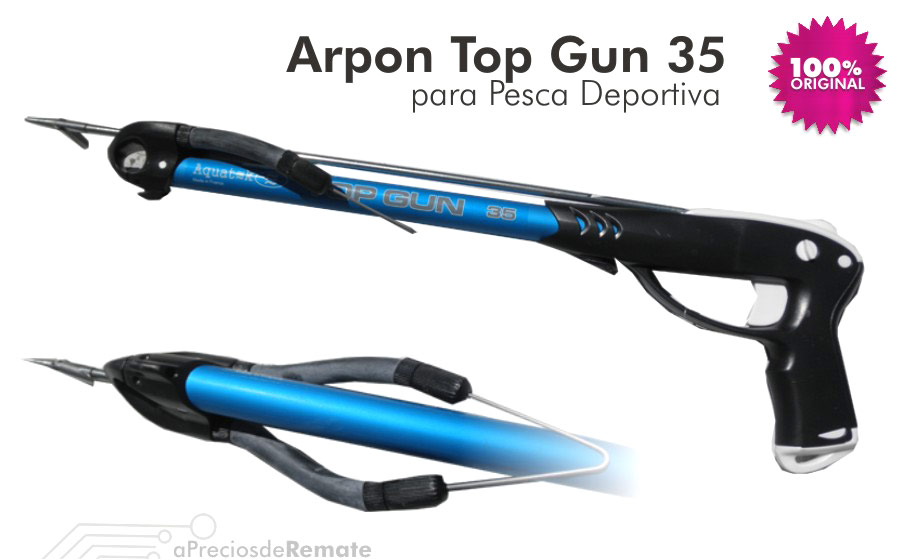 Arpon Top Gun 35
para Pesca Deportiva
100%
ORIGINAL
Aquatek
OP GUN 35
aPreciosdeRemate